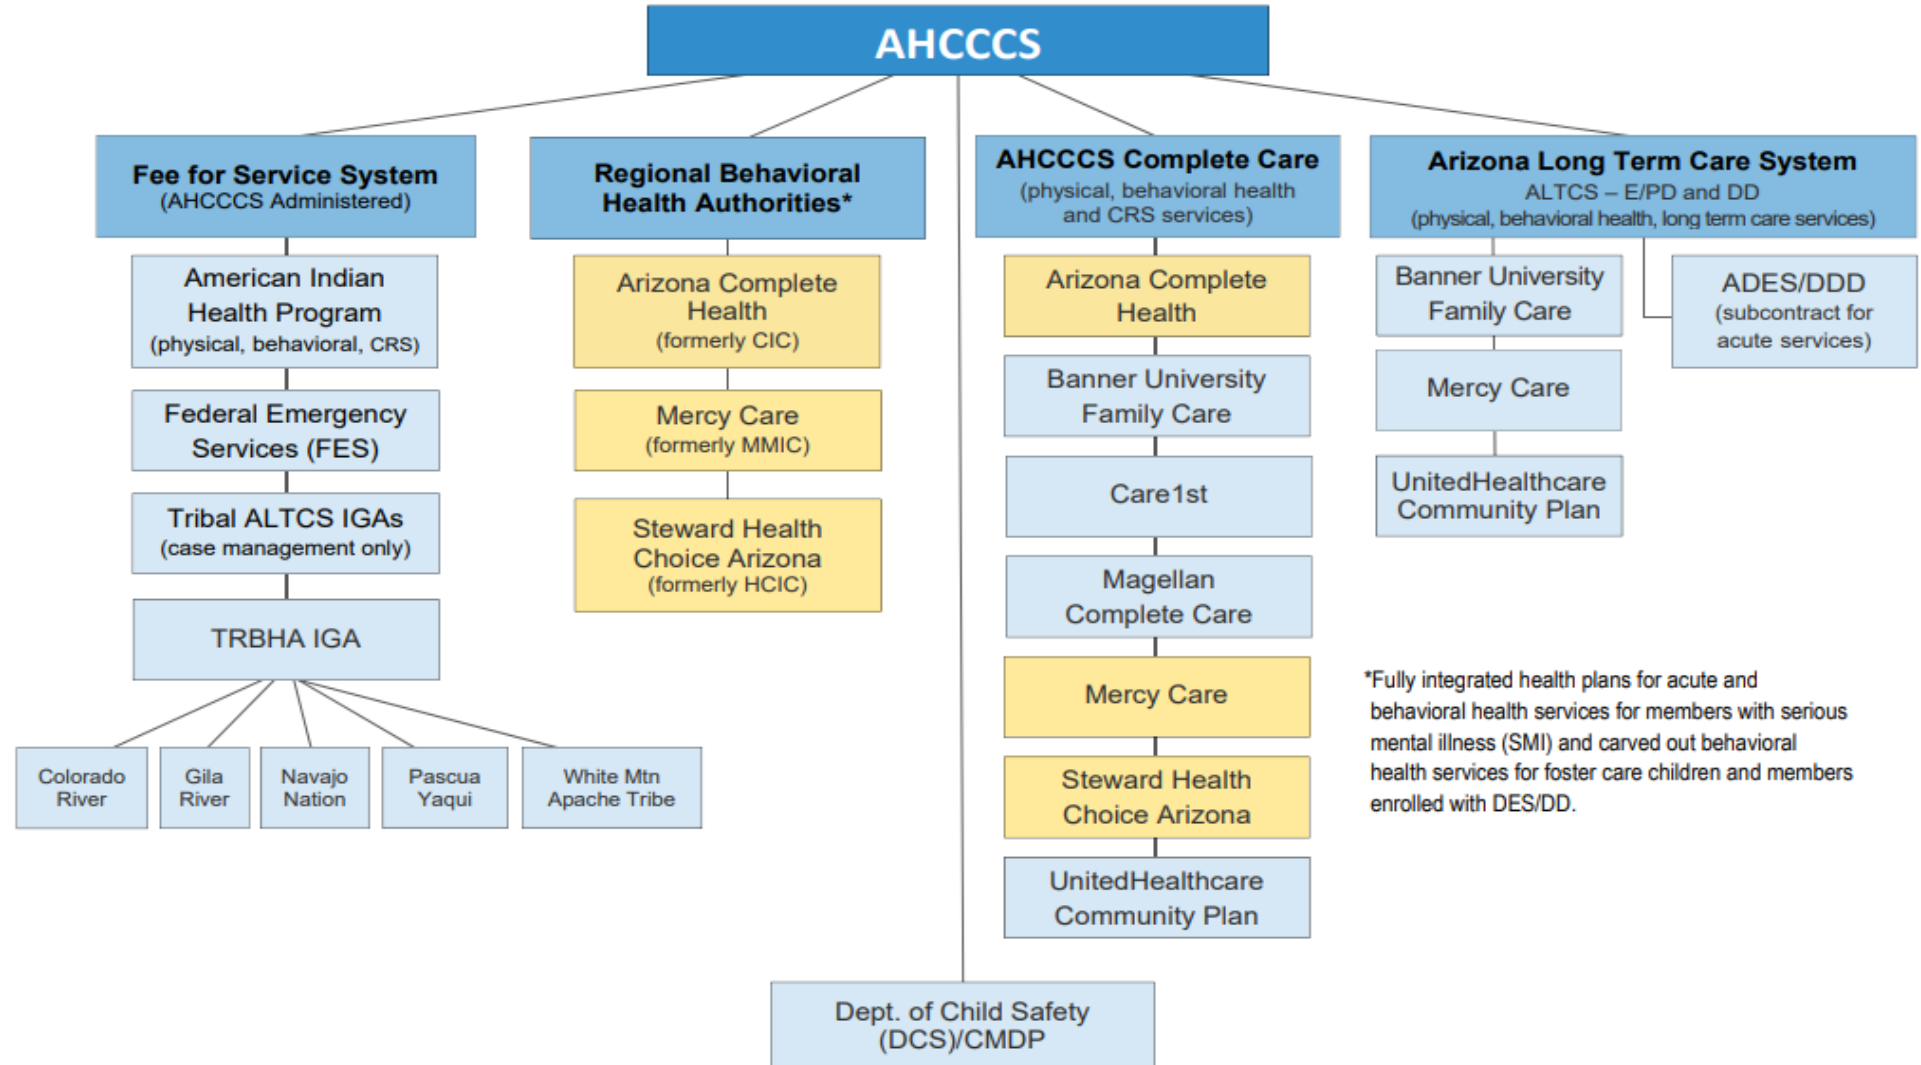 AHCCCS
Fee for Service System
(AHCCCS Administered)
American Indian
Health Program
(physical, behavioral, CRS)
Federal Emergency
Services (FES)
Tribal ALTCS IGAs
(case management only)
TRBHA IGA
Colorado
River
Gila
River
Navajo
Nation
Pascua
Yaqui
White Mtn
Apache Tribe
Regional Behavioral
Health Authorities*
Arizona Complete
Health
(formerly CIC)
Mercy Care
(formerly MMIC)
Steward Health
Choice Arizona
(formerly HCIC)
AHCCCS Complete Care
(physical, behavioral health
and CRS services)
Arizona Complete
Health
Banner University
Family Care
Care1st
Magellan
Complete Care
Mercy Care
Steward Health
Choice Arizona
UnitedHealthcare
Community Plan
Arizona Long Term Care System
ALTCS – E/PD and DD
(physical, behavioral health, long term care services)
Banner University
Family Care
Mercy Care
UnitedHealthcare
Community Plan
ADES/DDD
(subcontract for
acute services)
*Fully integrated health plans for acute and
behavioral health services for members with serious
mental illness (SMI) and carved out behavioral
health services for foster care children and members
enrolled with DES/DD.
Dept. of Child Safety
(DCS)/CMDP